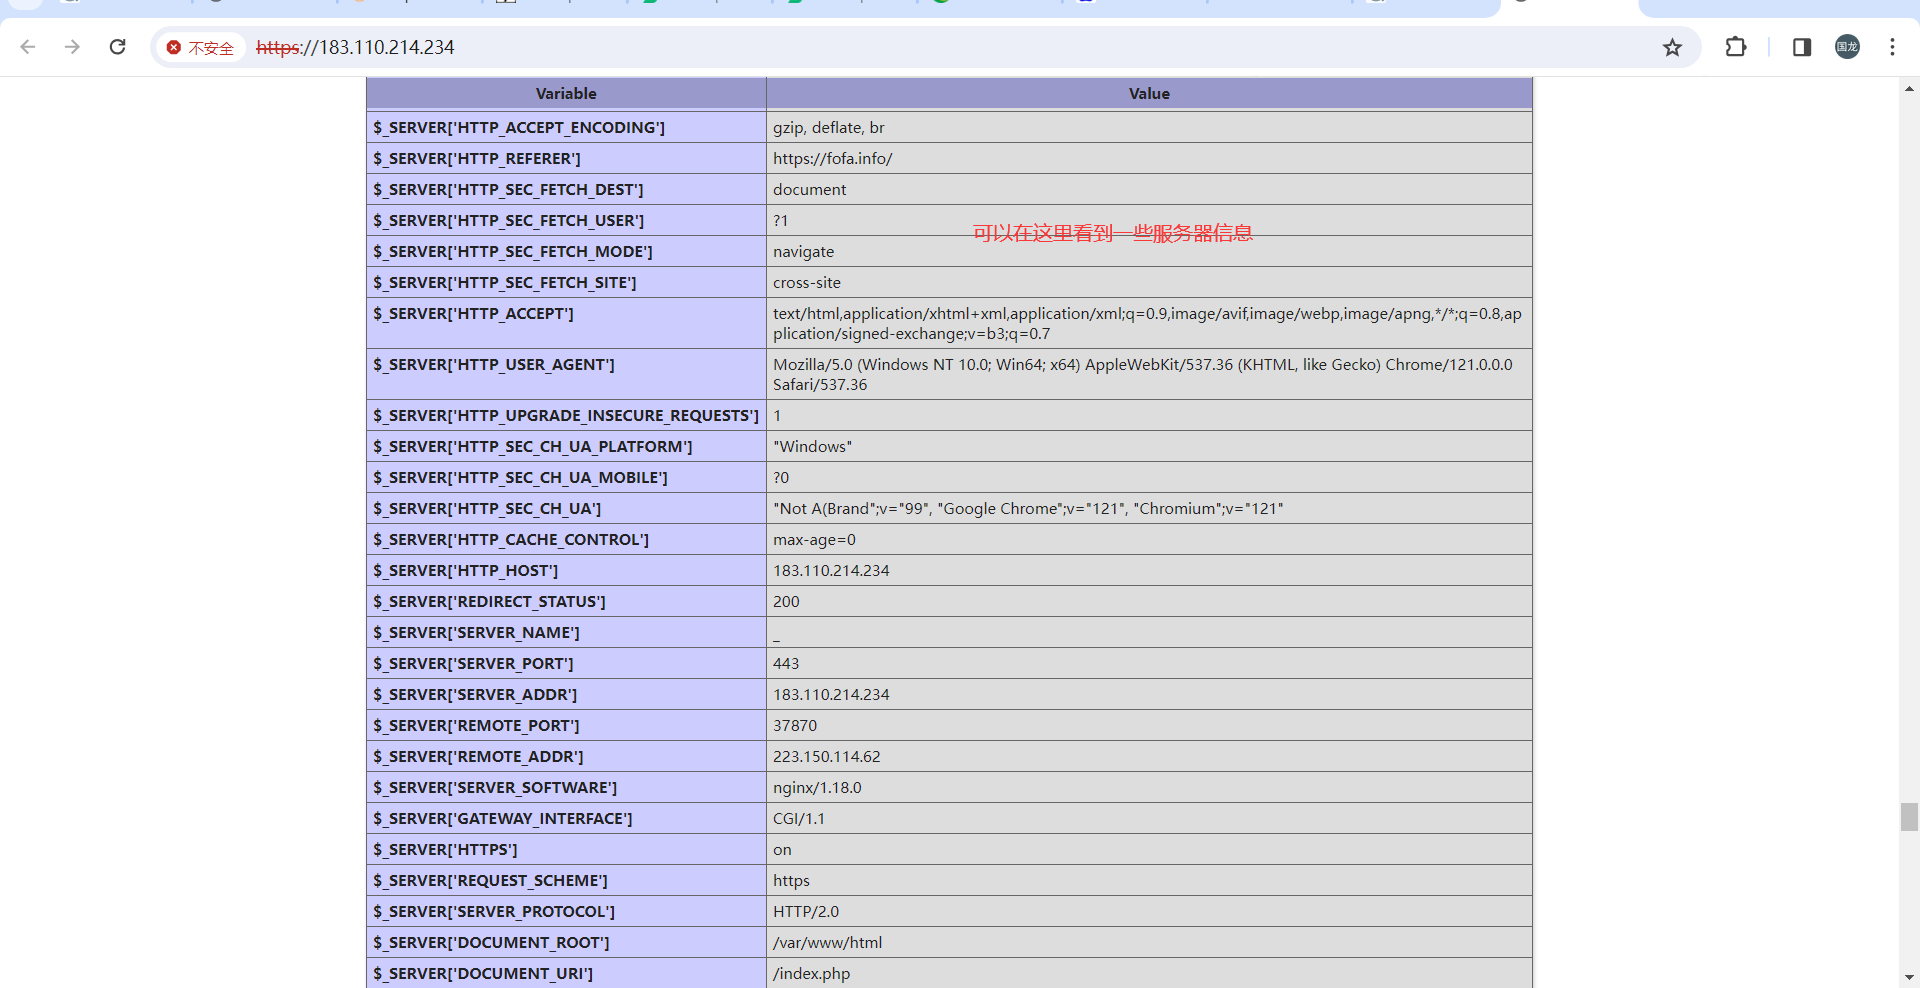 不安全 https://183.110.214.234
国龙
Variable Value
$_SERVER['HTTP_ACCEPT_ENCODING'] gzip, deflate, br
$_SERVER['HTTP_REFERER'] https://fofa.info/
$_SERVER['HTTP_SEC_FETCH_DEST'] document
$_SERVER['HTTP_SEC_FETCH_USER'] ?1
可以在这里看到一些服务器信息
$_SERVER['HTTP_SEC_FETCH_MODE'] navigate
$_SERVER['HTTP_SEC_FETCH_SITE'] cross-site
$_SERVER['HTTP_ACCEPT'] text/html,application/xhtml+xml,application/xml;q=0.9,image/avif,image/webp,image/apng,*/*;q=0.8,ap
plication/signed-exchange;v=b3;q=0.7
$_SERVER['HTTP_USER_AGENT'] Mozilla/5.0 (Windows NT 10.0; Win64; x64) AppleWebKit/537.36 (KHTML, like Gecko) Chrome/121.0.0.0
Safari/537.36
$_SERVER['HTTP_UPGRADE_INSECURE_REQUESTS'] 1
$_SERVER['HTTP_SEC_CH_UA_PLATFORM'] "Windows"
$_SERVER['HTTP_SEC_CH_UA_MOBILE'] ?0
$_SERVER['HTTP_SEC_CH_UA'] "Not A(Brand";v="99", "Google Chrome";v="121", "Chromium";v="121"
$_SERVER['HTTP_CACHE_CONTROL'] max-age=0
$_SERVER['HTTP_HOST'] 183.110.214.234
$_SERVER['REDIRECT_STATUS'] 200
$_SERVER['SERVER_NAME'] _
$_SERVER['SERVER_PORT'] 443
$_SERVER['SERVER_ADDR'] 183.110.214.234
$_SERVER['REMOTE_PORT'] 37870
$_SERVER['REMOTE_ADDR'] 223.150.114.62
$_SERVER['SERVER_SOFTWARE'] nginx/1.18.0
$_SERVER['GATEWAY_INTERFACE'] CGI/1.1
$_SERVER['HTTPS'] on
$_SERVER['REQUEST_SCHEME'] https
$_SERVER['SERVER_PROTOCOL'] HTTP/2.0
$_SERVER['DOCUMENT_ROOT'] /var/www/html
$_SERVER['DOCUMENT_URI'] /index.php